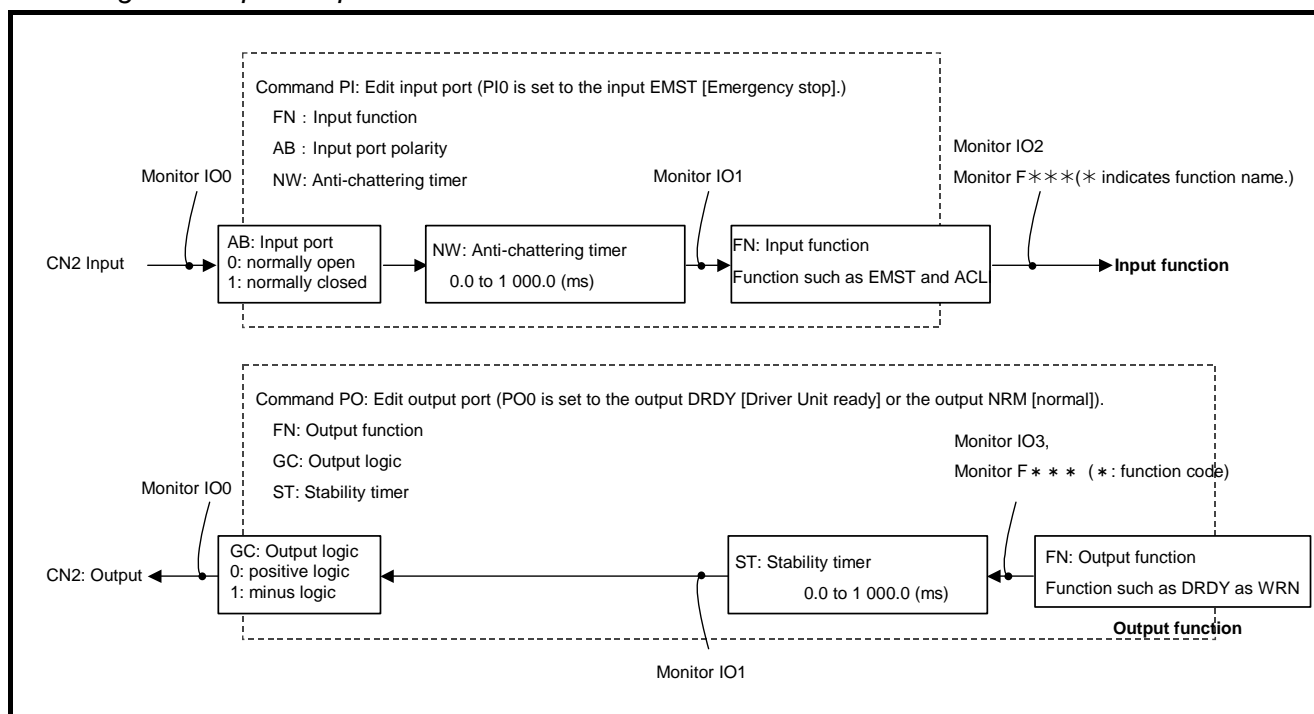 Command PI: Edit input port (PI0 is set to the input EMST [Emergency stop].)
FN : Input function
AB : Input port polarity
NW: Anti-chattering timer
Monitor IO0
Monitor IO1
Monitor IO2
Monitor F＊＊＊(＊ indicates function name.)
CN2 Input
AB: Input port
0: normally open
1: normally closed
NW: Anti-chattering timer
0.0 to 1 000.0 (ms)
FN: Input function
Function such as EMST and ACL
Input function
Command PO: Edit output port (PO0 is set to the output DRDY [Driver Unit ready] or the output NRM [normal]).
FN: Output function
GC: Output logic
ST: Stability timer
Monitor IO0
Monitor IO3,
Monitor F＊＊＊ (＊: function code)
CN2: Output
GC: Output logic
0: positive logic
1: minus logic
ST: Stability timer
0.0 to 1 000.0 (ms)
FN: Output function
Function such as DRDY as WRN
Output function
Monitor IO1